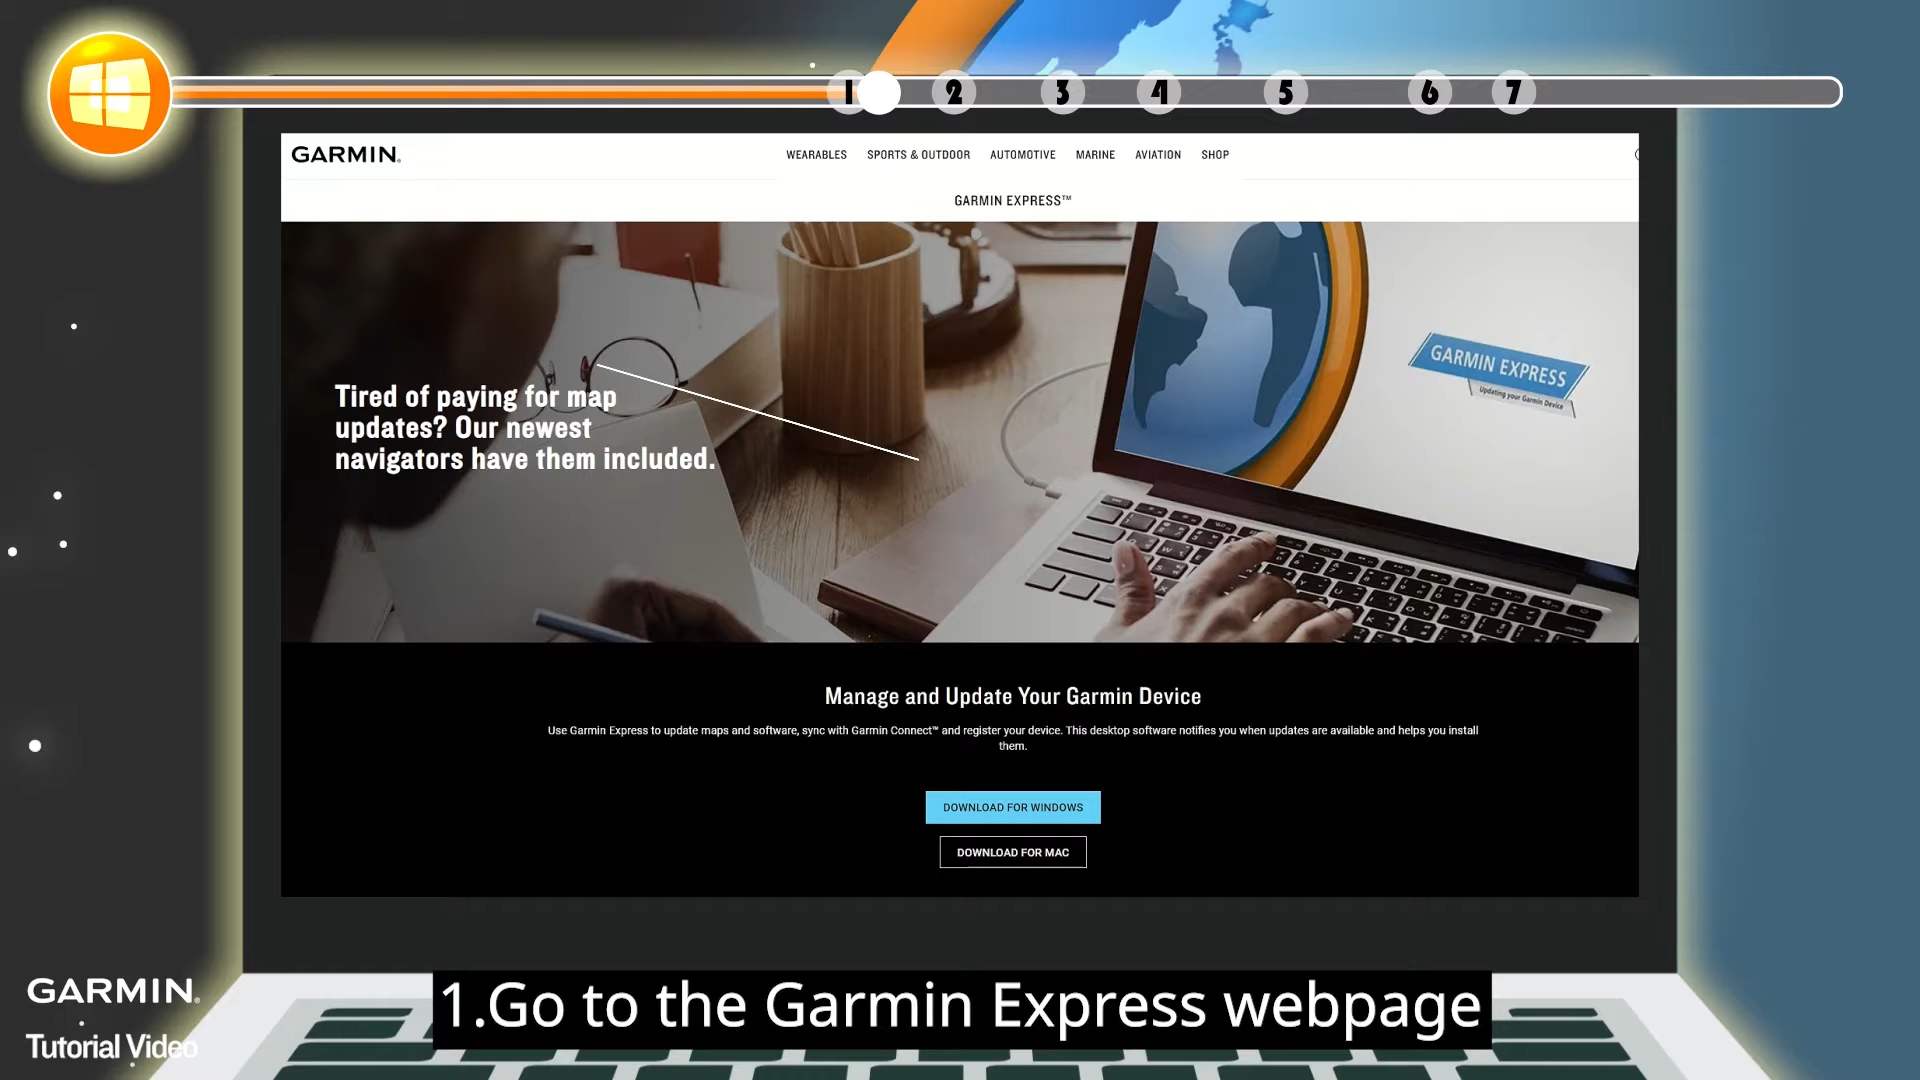 1 2 3 4 5 6 7
GARMIN.
WEARABLES SPORTS & OUTDOOR AUTOMOTIVE MARINE AVIATION SHOP
GARMIN EXPRESS™
GARMIN EXPRESS
Updating your Garmin Device
Tired of paying for map
updates? Our newest
navigators have them included.
Manage and Update Your Garmin Device
Use Garmin Express to update maps and software, sync with Garmin Connect™ and register your device. This desktop software notifies you when updates are available and helps you install
them.
DOWNLOAD FOR WINDOWS
DOWNLOAD FOR MAC
GARMIN.
Tutorial Video
1.Go to the Garmin Express webpage